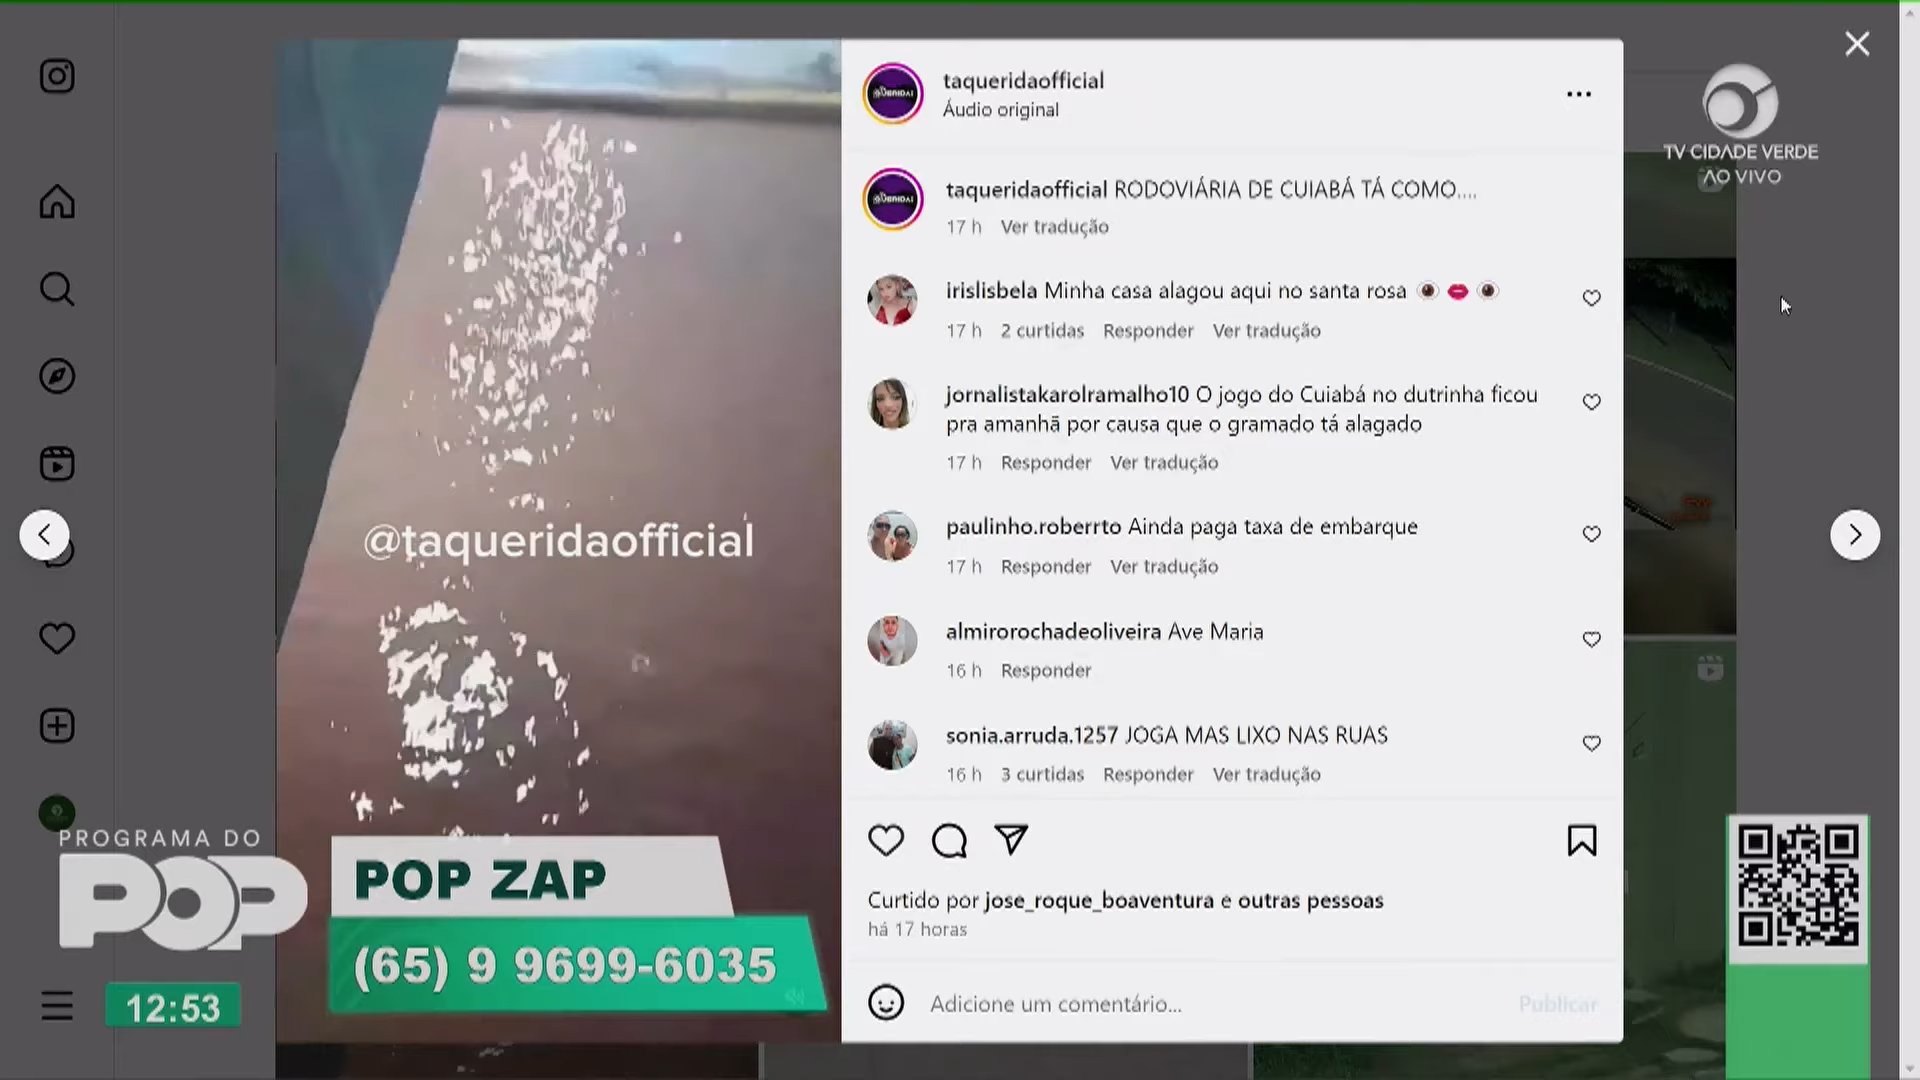 taqueridaofficial
Áudio original
TV CIDADE VERDE
AO VIVO
taqueridaofficial RODOVIÁRIA DE CUIABÁ TÁ COMO....
17 h Ver tradução
irislisbela Minha casa alagou aqui no santa rosa 👁️ 👄 👁️
17 h 2 curtidas Responder Ver tradução
jornalistakarolramalho10 O jogo do Cuiabá no dutrinha ficou
pra amanhã por causa que o gramado tá alagado
17 h Responder Ver tradução
paulinho.roberrto Ainda paga taxa de embarque
17 h Responder Ver tradução
@taqueridaofficial
almirorochadeoliveira Ave Maria
16 h Responder
sonia.arruda.1257 JOGA MAS LIXO NAS RUAS
16 h 3 curtidas Responder Ver tradução
Curtido por jose_roque_boaventura e outras pessoas
há 17 horas
Adicione um comentário...
Publicar
PROGRAMA DO
POP
POP ZAP
(65) 9 9699-6035
12:53